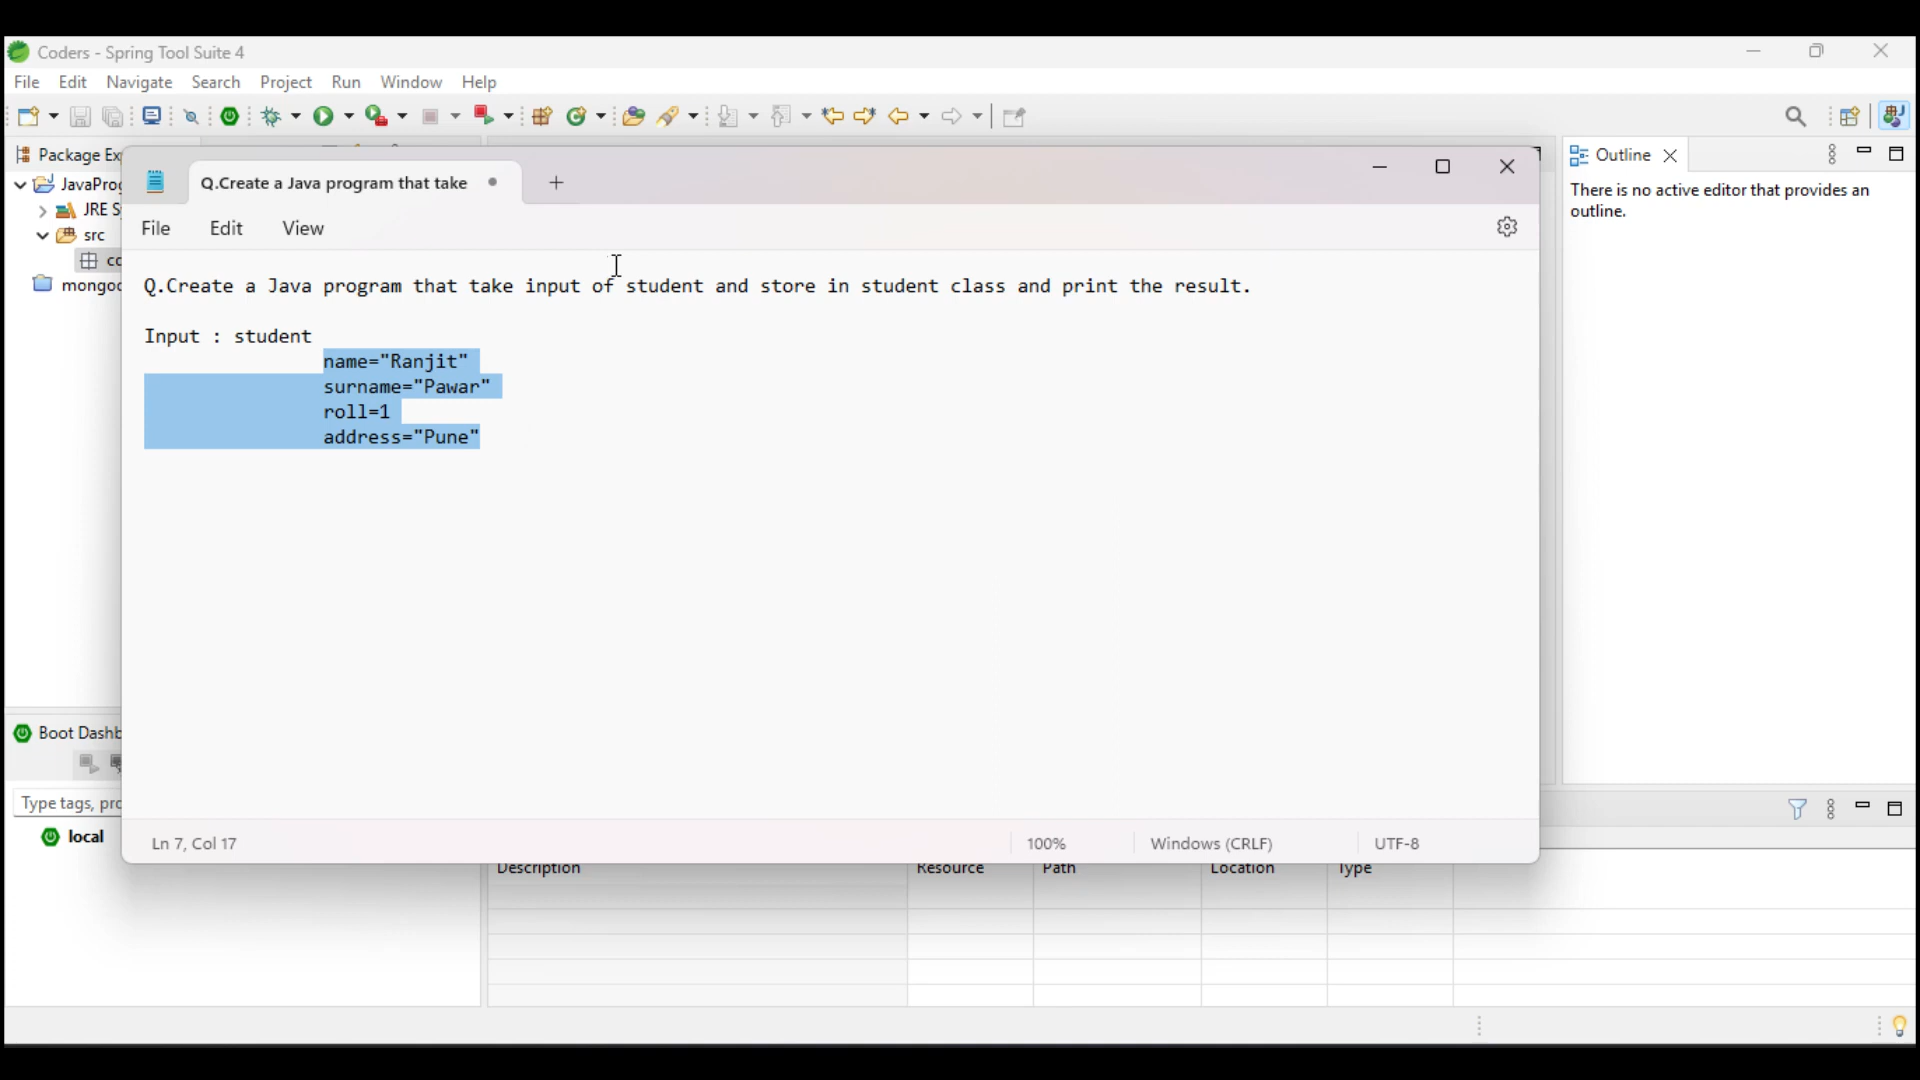 Coders - Spring Tool Suite 4
File Edit Navigate Search Project Run Window Help
Package Ex
Outline
JavaProg
JRE S
src
mongod
There is no active editor that provides an
outline.
Q.Create a Java program that take
File Edit View
Q.Create a Java program that take input of student and store in student class and print the result.
Input : student
name="Ranjit"
surname="Pawar"
roll=1
address="Pune"
Ln 7, Col 17
100%
Windows (CRLF)
UTF-8
Boot Dashb
Type tags, pro
local
Description Resource Path Location Type